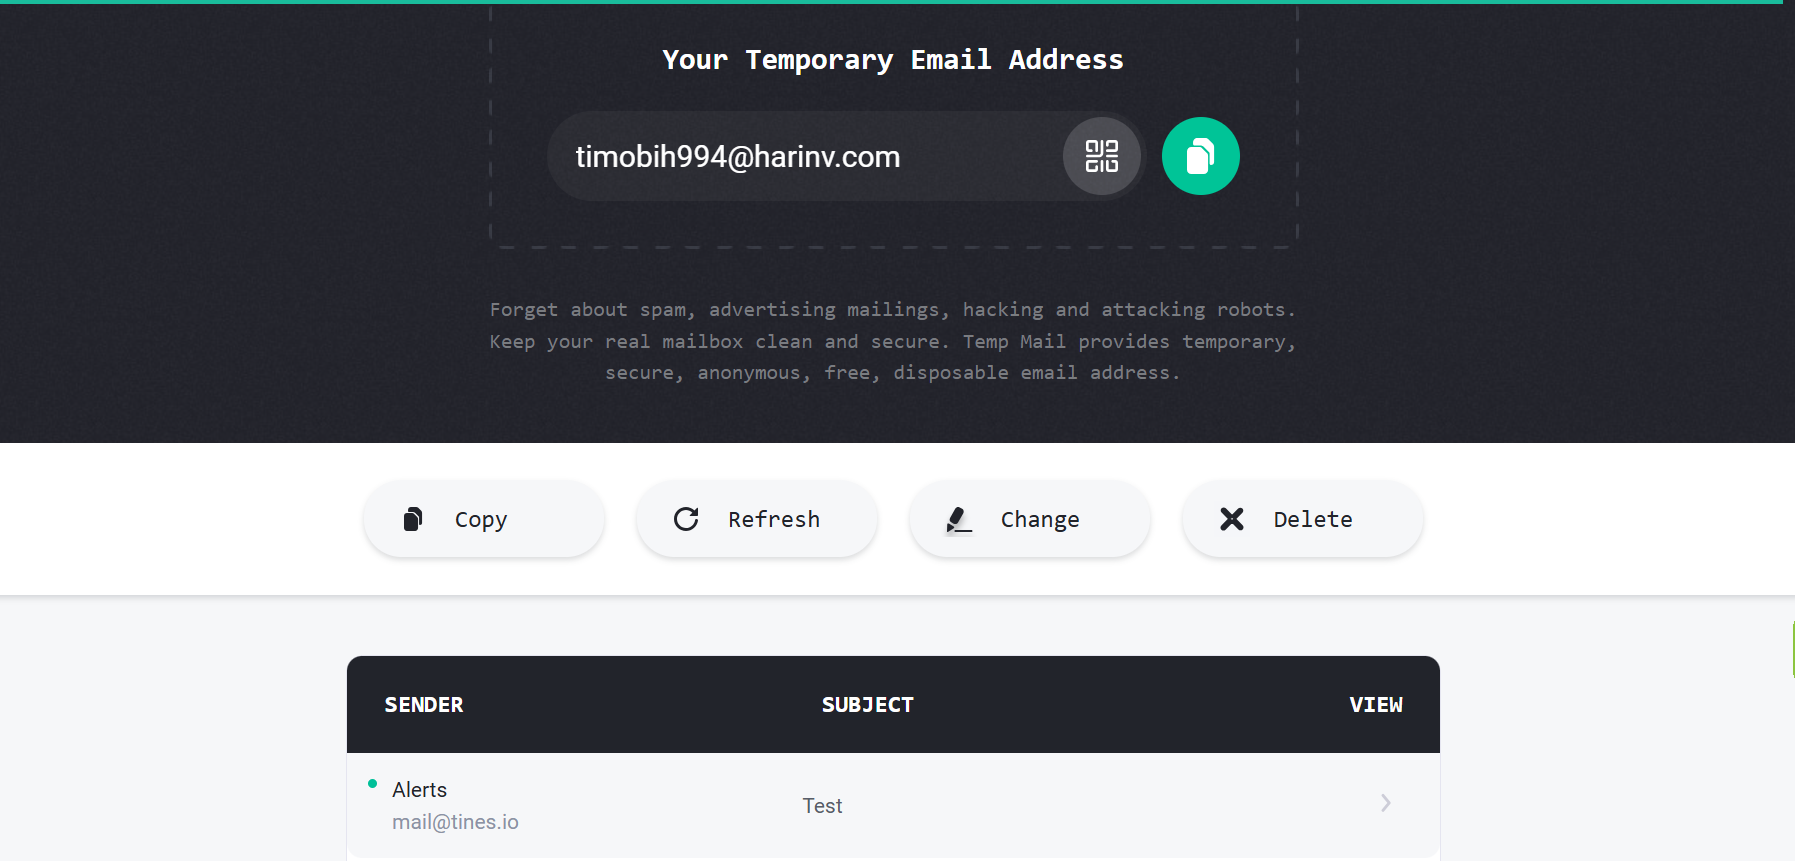 Your Temporary Email Address
timobih994@harinv.com
Forget about spam, advertising mailings, hacking and attacking robots.
Keep your real mailbox clean and secure. Temp Mail provides temporary,
secure, anonymous, free, disposable email address.
Copy Refresh Change Delete
SENDER SUBJECT VIEW
Alerts
mail@tines.io
Test